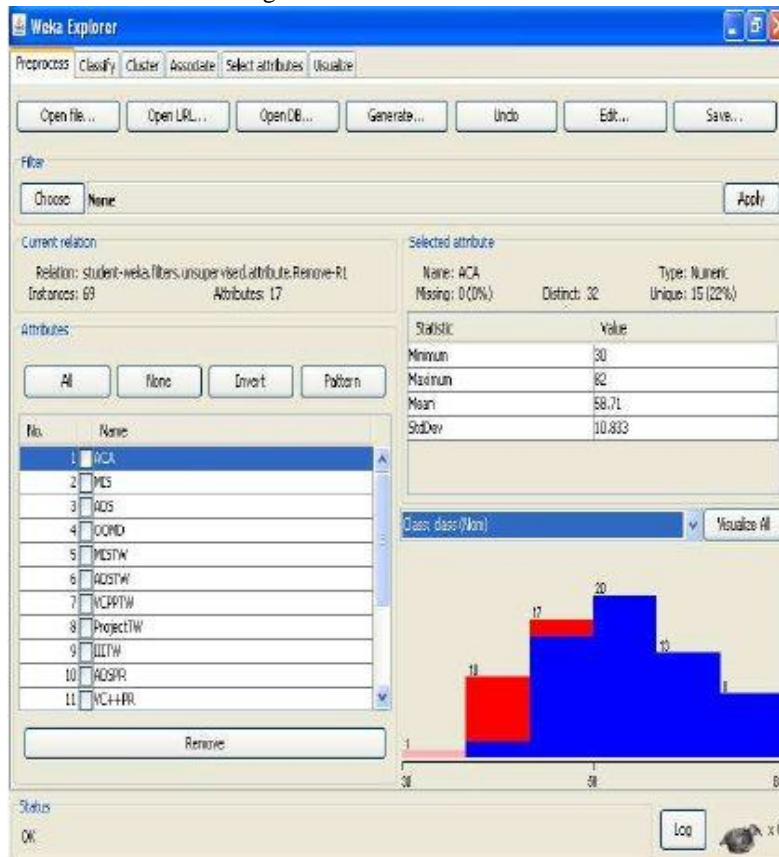 Weka Explorer
Preprocess Classify Cluster Associate Select attributes Visualize
Open file... Open URL... Open DB... Generate... Undo Edit... Save...
Filter
Choose None Apply
Current relation
Relation: student-weka.filters.unsupervised.attribute.Remove-R1
Instances: 69 Attributes: 17
Selected attribute
Name: ACA Type: Numeric
Missing: 0 (0%) Distinct: 32 Unique: 15 (22%)
Statistic Value
Minimum 30
Maximum 82
Mean 58.71
StdDev 10.833
Attributes
All None Invert Pattern
No. Name
1 ACA
2 MIS
3 ADS
4 OOMD
5 MISTW
6 ADSTW
7 VCPPTW
8 ProjectTW
9 IIITW
10 ADSPR
11 VC++PR
Remove
Class: class (Nom) Visualize All
20
17
13
10
1
30
Status
OK
Log